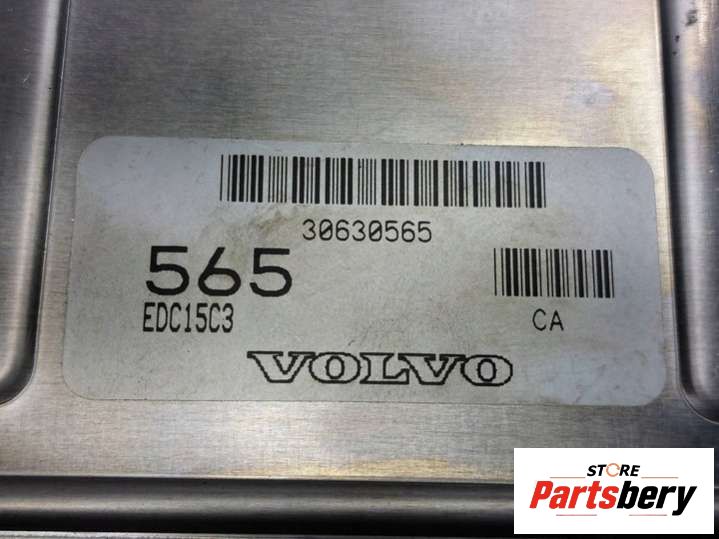 30630565
565
EDC15C3
CA
VOLVO
STORE
Partsbery